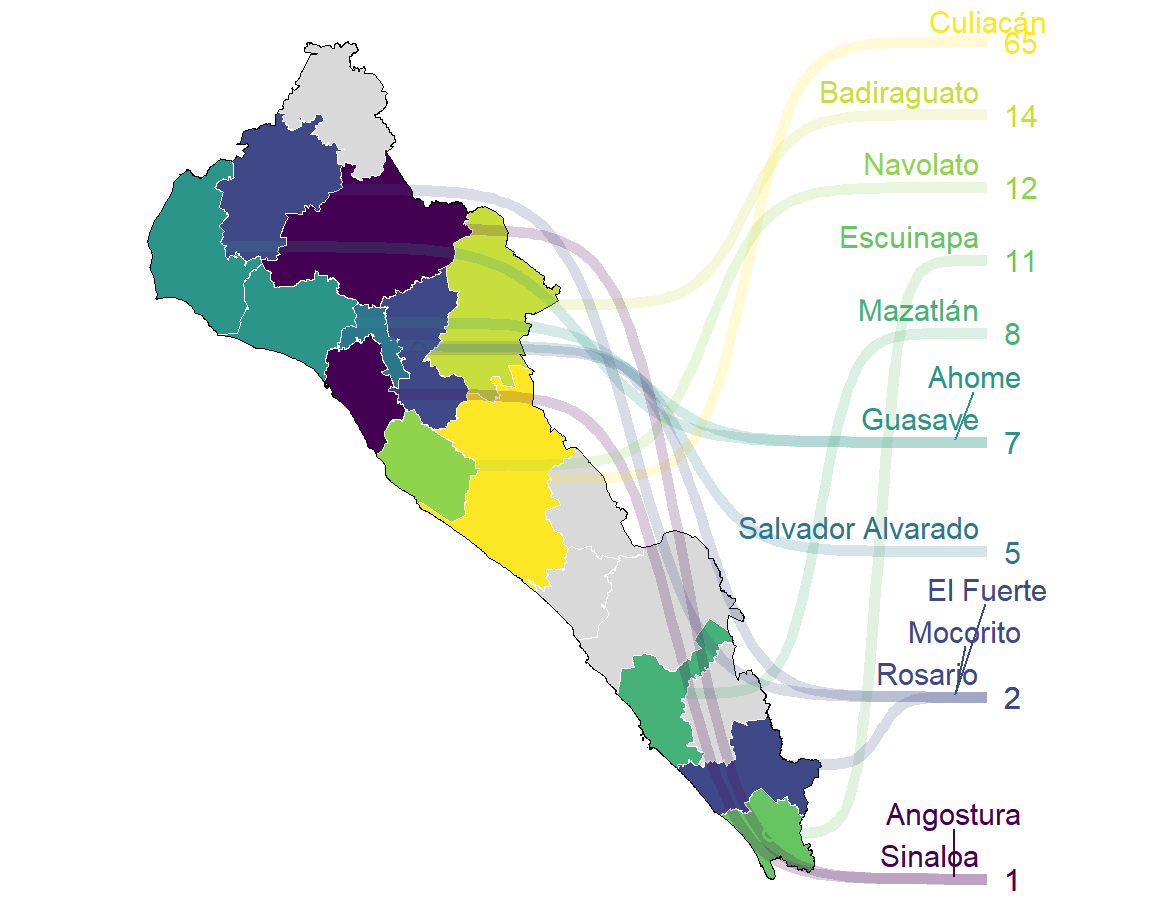 Culiacán
65
Badiraguato
14
Navolato
12
Escuinapa
11
Mazatlán
8
Ahome
Guasave
7
Salvador Alvarado
5
El Fuerte
Mocorito
Rosario
2
Angostura
Sinaloa
1